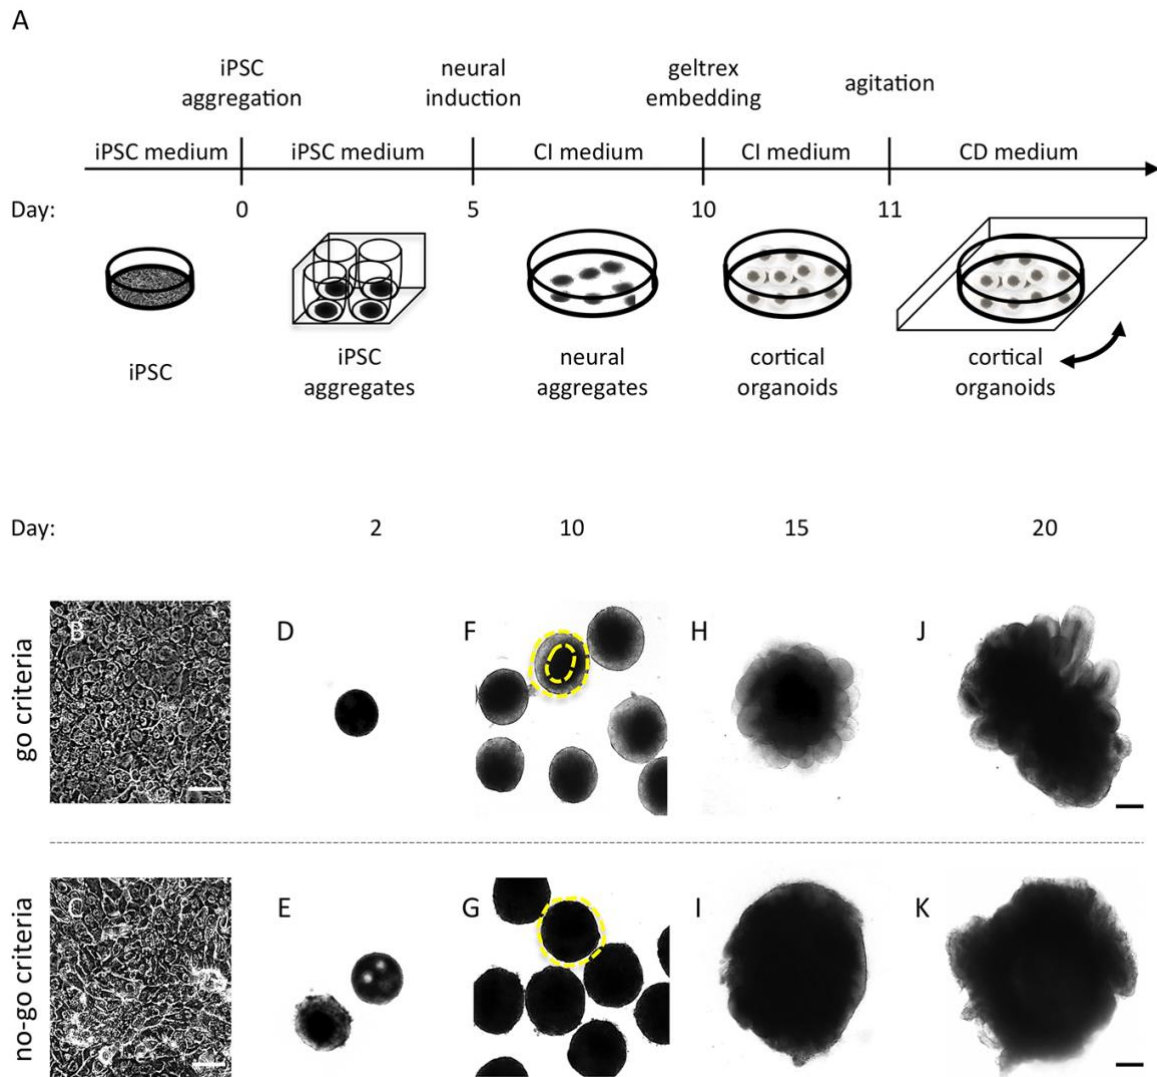 A
iPSC
aggregation
neural
induction
geltrex
embedding
agitation
iPSC medium
iPSC medium
CI medium
CI medium
CD medium
Day:
0
5
10
11
iPSC
iPSC
aggregates
neural
aggregates
cortical
organoids
cortical
organoids
Day:
2
10
15
20
go criteria
B
D
F
H
J
no-go criteria
C
E
G
I
K